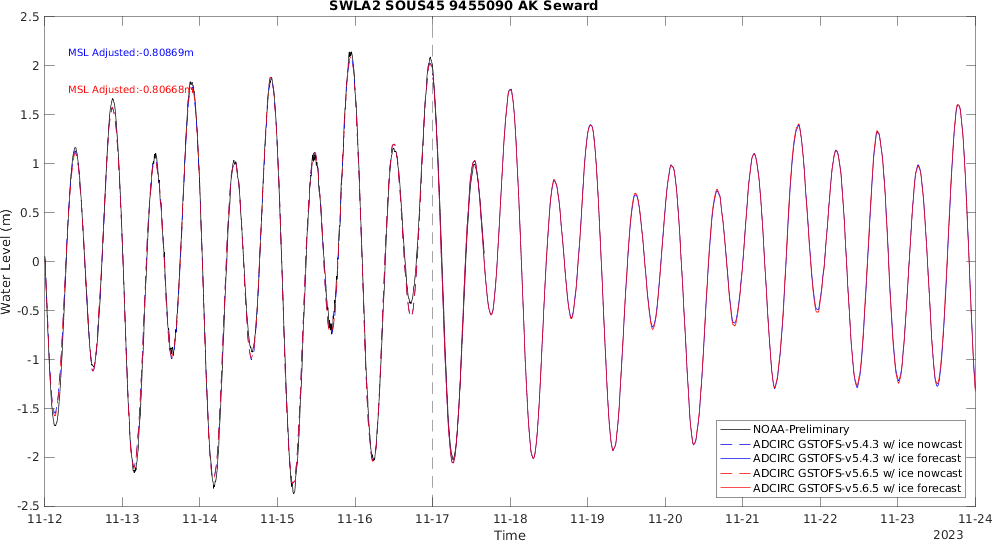 SWLA2 SOUS45 9455090 AK Seward
MSL Adjusted:-0.80869m
MSL Adjusted:-0.80668m
Water Level (m)
2.5
2
1.5
1
0.5
0
-0.5
-1
-1.5
-2
-2.5
NOAA-Preliminary
ADCIRC GSTOFS-v5.4.3 w/ ice nowcast
ADCIRC GSTOFS-v5.4.3 w/ ice forecast
ADCIRC GSTOFS-v5.6.5 w/ ice nowcast
ADCIRC GSTOFS-v5.6.5 w/ ice forecast
11-12 11-13 11-14 11-15 11-16 11-17 11-18 11-19 11-20 11-21 11-22 11-23 11-24
Time
2023